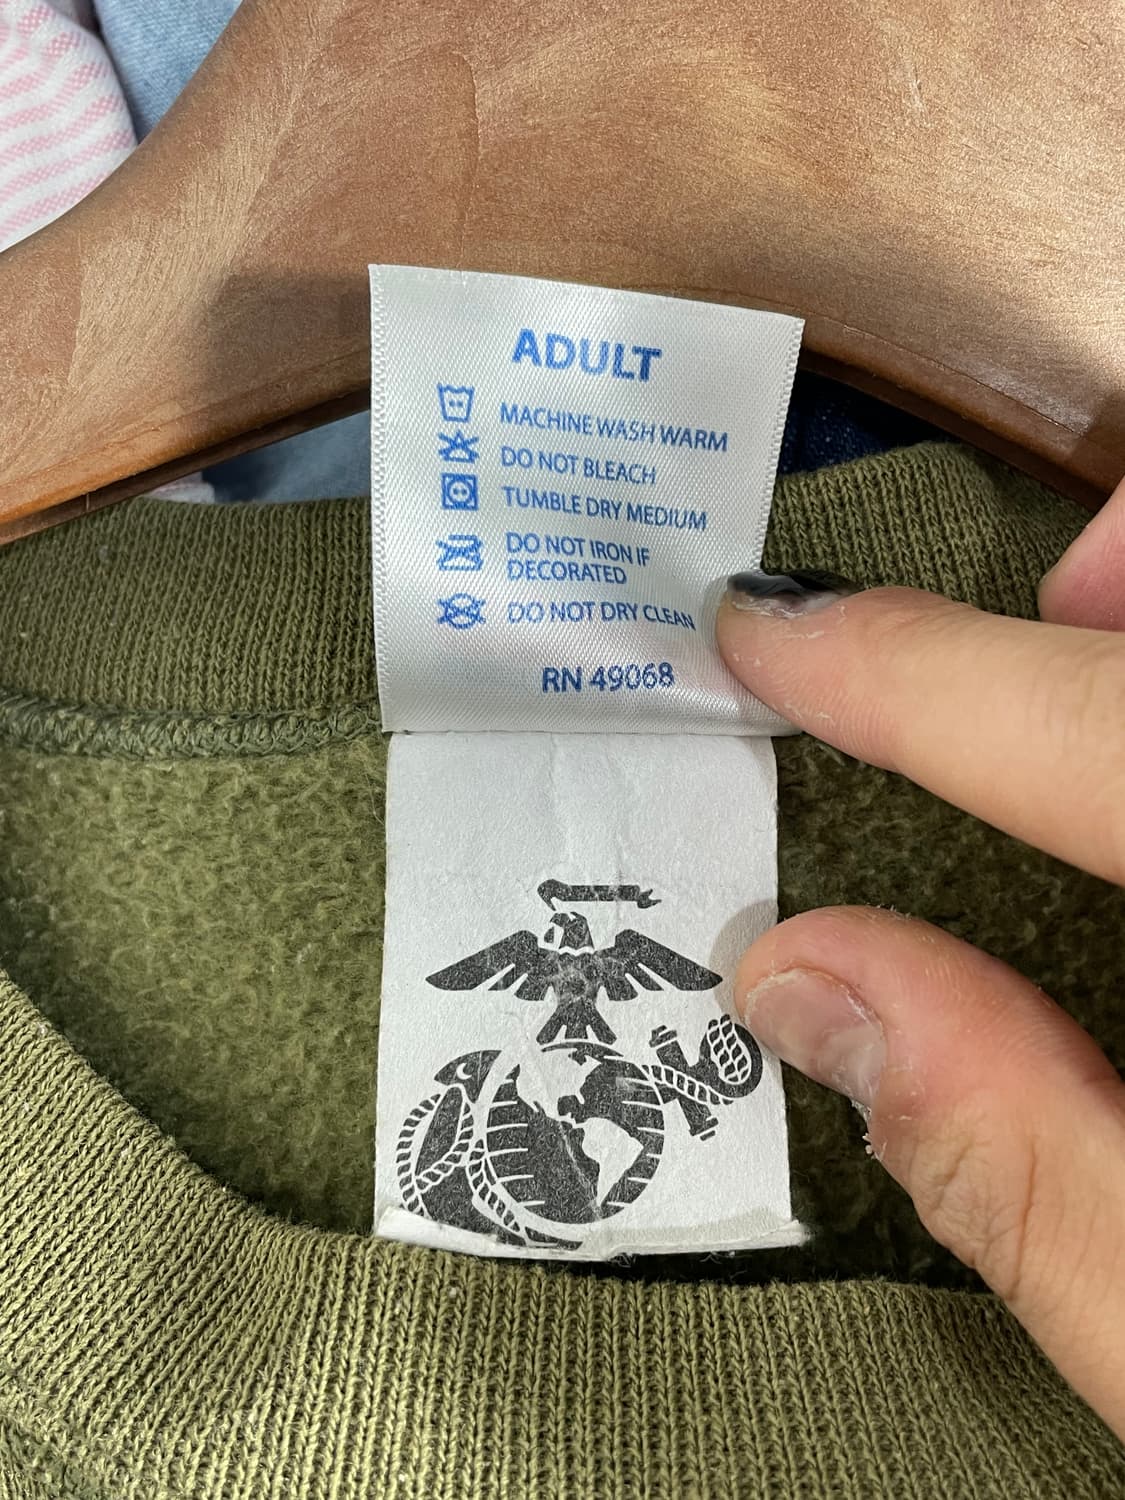 ADULT
MACHINE WASH WARM
DO NOT BLEACH
TUMBLE DRY MEDIUM
DO NOT IRON IF
DECORATED
DO NOT DRY CLEAN
RN 49068